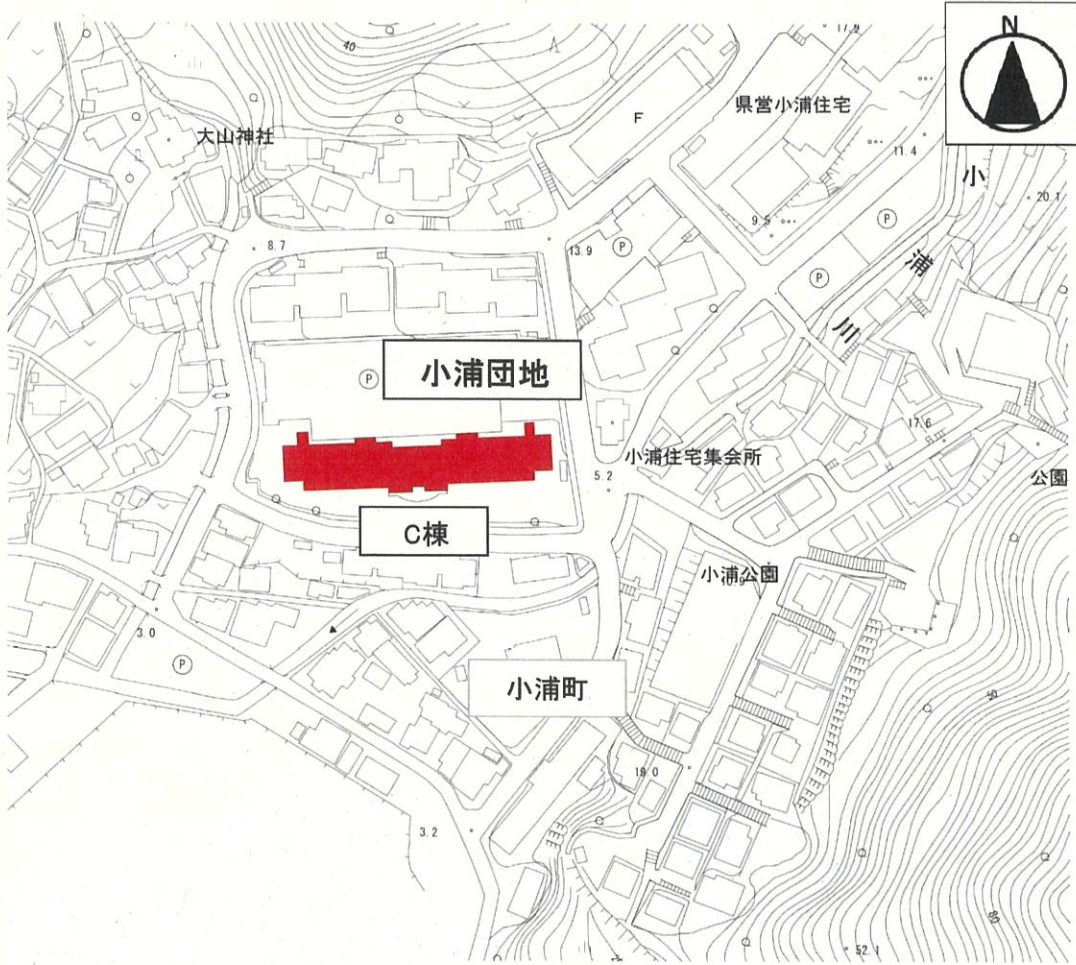 N
17.9
40
県営小浦住宅
F
大山神社
11.4
小浦川
20.1
9.5
P
8.7
13.9
P
P
小浦団地
P
17.6
小浦住宅集会所
5.2
公園
C棟
小浦公園
3.0
P
小浦町
19.0
3.2
52.1